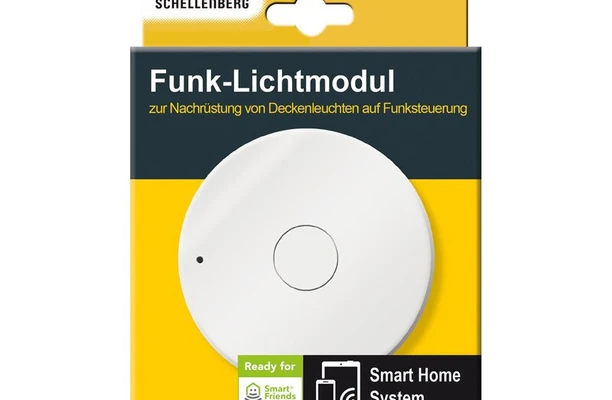 SCHELLENBERG
Funk-Lichtmodul
zur Nachrüstung von Deckenleuchten auf Funksteuerung
Ready for
Smart
Friends
Smart Home
System